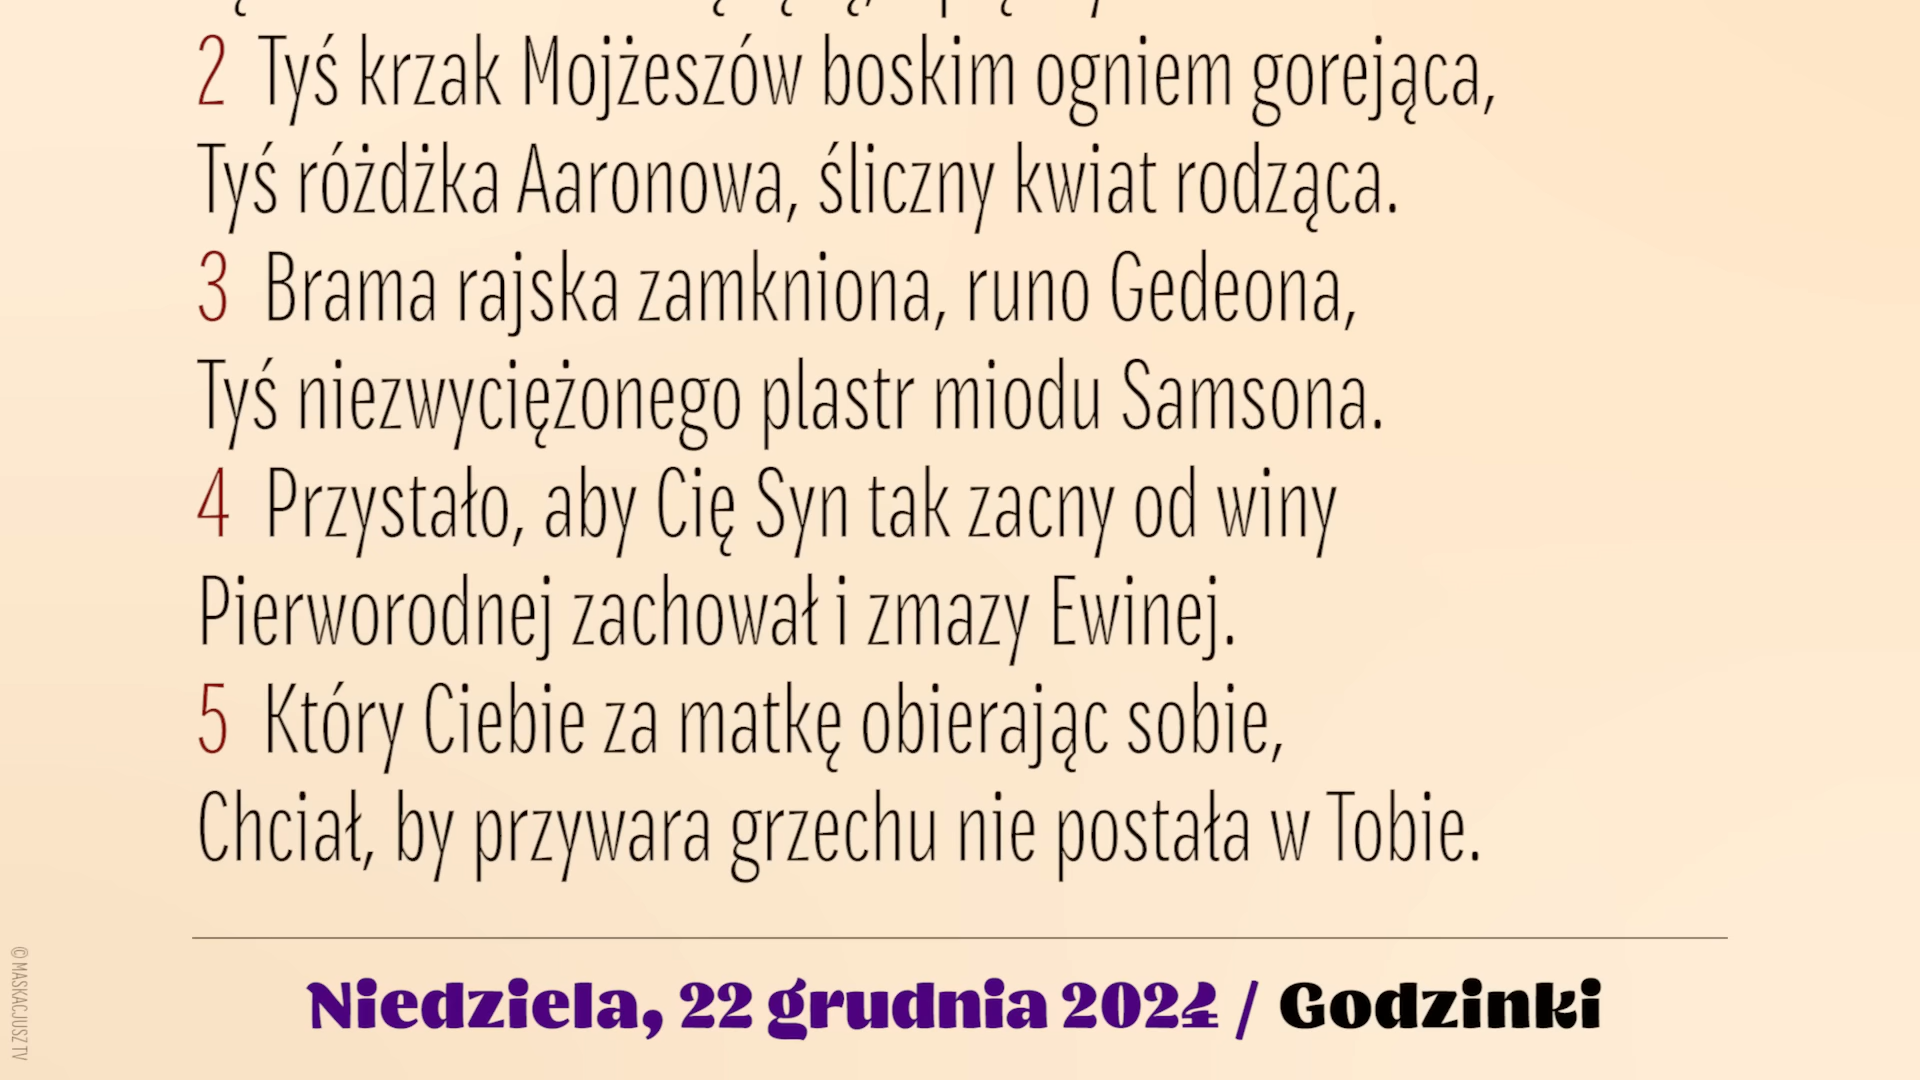 2 Tyś krzak Mojżeszów boskim ogniem gorejąca,
Tyś różdżka Aaronowa, śliczny kwiat rodząca.
3 Brama rajska zamkniona, runo Gedeona,
Tyś niezwyciężonego plastr miodu Samsona.
4 Przystało, aby Cię Syn tak zacny od winy
Pierworodnej zachował i zmazy Ewinej.
5 Który Ciebie za matkę obierając sobie,
Chciał, by przywara grzechu nie postała w Tobie.
Niedziela, 22 grudnia 2024 / Godzinki
© MASKACJUSZ TV